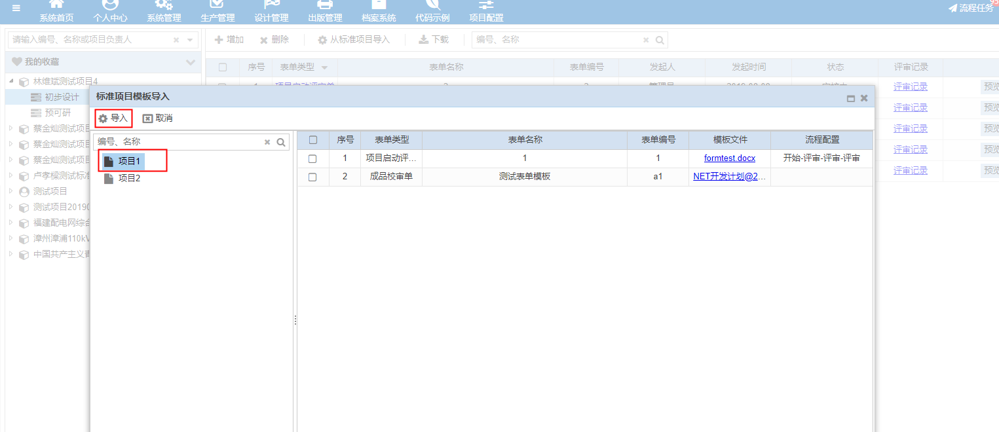 系统首页 个人中心 系统管理 生产管理 设计管理 出版管理 档案系统 代码示例 项目配置 流程任务 95
请输入编号、名称或项目负责人 增加 删除 从标准项目导入 下载 编号、名称
我的收藏
序号 表单类型 表单名称 表单编号 发起人 发起时间 状态 评审记录
林维斌测试项目4
评审记录 预览
初步设计
标准项目模板导入
预可研
评审记录 预览
导入 取消
蔡金灿测试项目
评审记录 预览
编号、名称
序号 表单类型 表单名称 表单编号 模板文件 流程配置
蔡金灿测试项目
评审记录 预览
蔡金灿测试项目
项目1
1 项目启动评... 1 1 formtest.docx 开始-评审-评审-评审
评审记录 预览
卢孝樑测试标准
项目2
2 成品校审单 测试表单模板 a1 NET开发计划@2...
测试项目
测试项目2019
福建配电网综合
漳州漳浦110kV
中国共产主义青